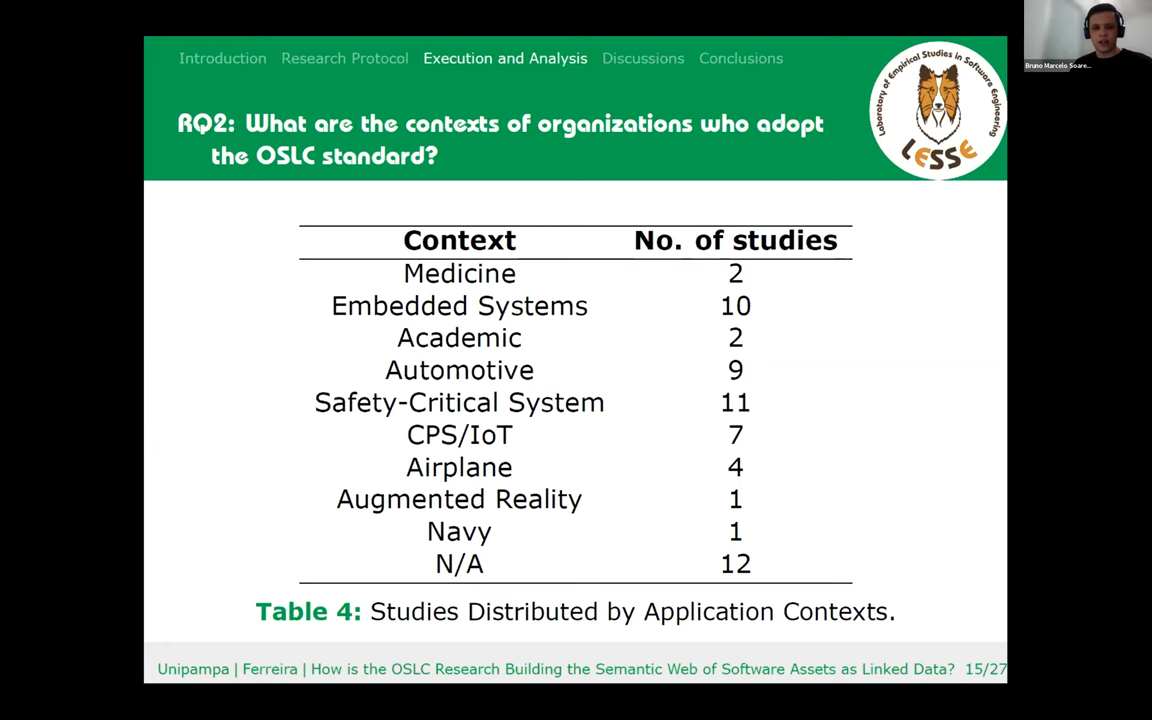 Introduction Research Protocol Execution and Analysis Discussions Conclusions
RQ2: What are the contexts of organizations who adopt
the OSLC standard?
Laboratory of Empirical Studies in Software Engineering
LESSE
Bruno Marcelo Soare...
Context No. of studies
Medicine 2
Embedded Systems 10
Academic 2
Automotive 9
Safety-Critical System 11
CPS/IoT 7
Airplane 4
Augmented Reality 1
Navy 1
N/A 12
Table 4: Studies Distributed by Application Contexts.
Unipampa | Ferreira | How is the OSLC Research Building the Semantic Web of Software Assets as Linked Data? 15/27